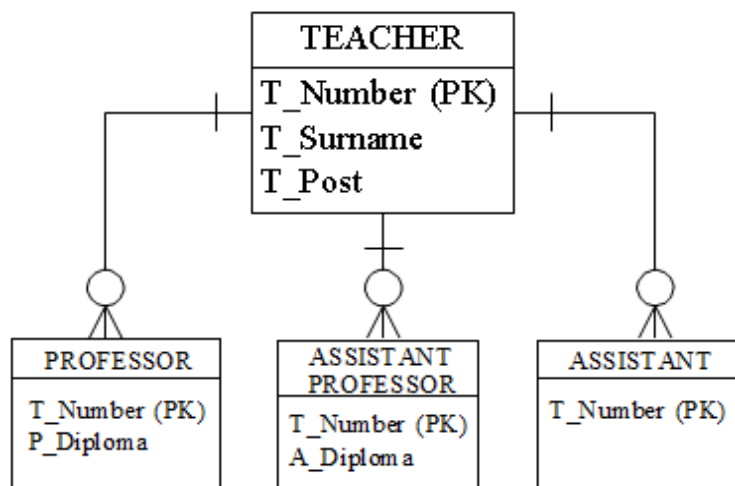 TEACHER
T_Number (PK)
T_Surname
T_Post
PROFESSOR
T_Number (PK)
P_Diploma
ASSISTANT
PROFESSOR
T_Number (PK)
A_Diploma
ASSISTANT
T_Number (PK)